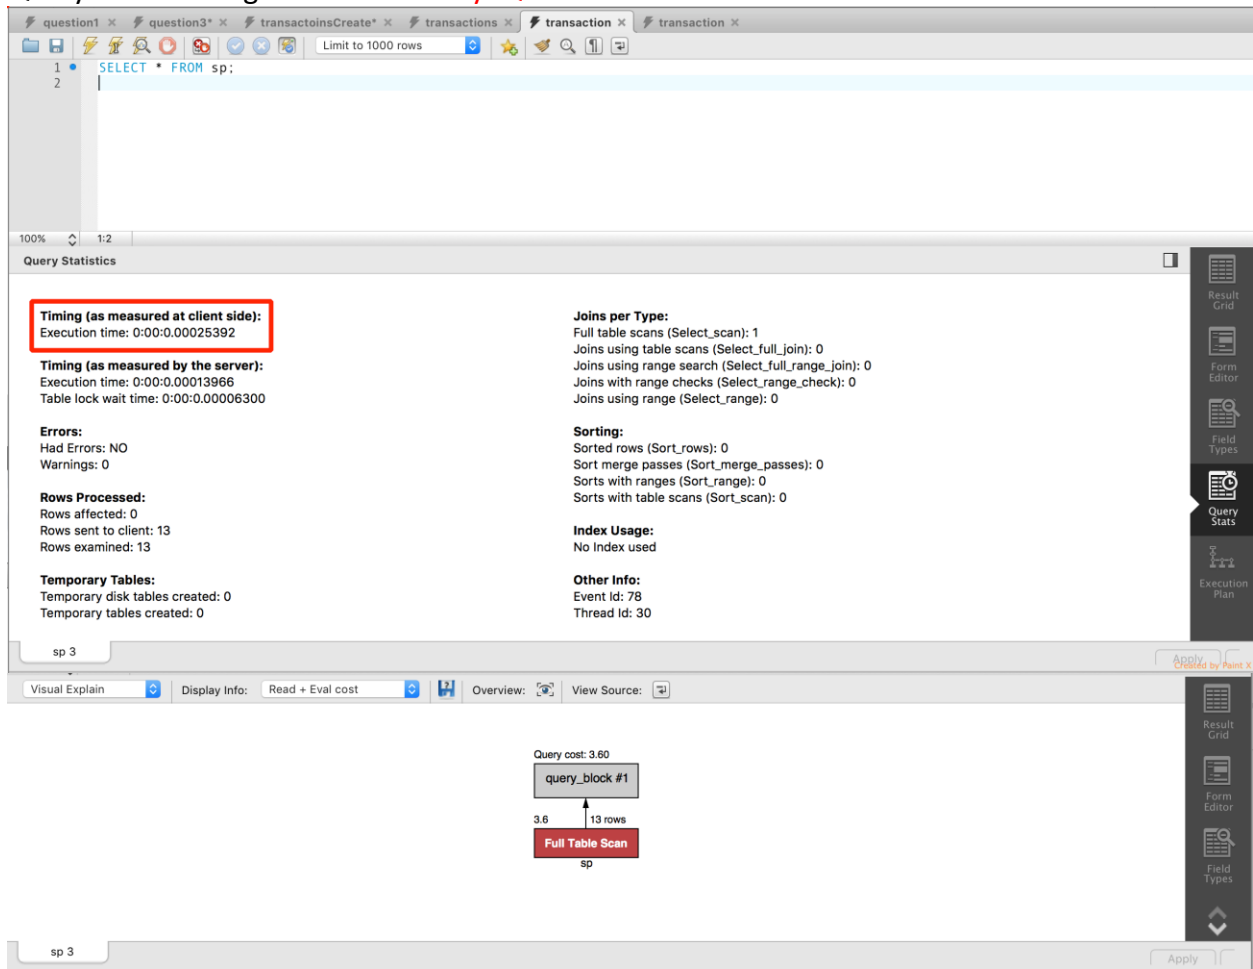 question1 × question3* × transactoinsCreate* × transactions × transaction × transaction ×
Limit to 1000 rows
1 SELECT * FROM sp;
2
100% 1:2
Query Statistics
Timing (as measured at client side):
Execution time: 0:00:0.00025392
Timing (as measured by the server):
Execution time: 0:00:0.00013966
Table lock wait time: 0:00:0.00006300
Errors:
Had Errors: NO
Warnings: 0
Rows Processed:
Rows affected: 0
Rows sent to client: 13
Rows examined: 13
Temporary Tables:
Temporary disk tables created: 0
Temporary tables created: 0
Joins per Type:
Full table scans (Select_scan): 1
Joins using table scans (Select_full_join): 0
Joins using range search (Select_full_range_join): 0
Joins with range checks (Select_range_check): 0
Joins using range (Select_range): 0
Sorting:
Sorted rows (Sort_rows): 0
Sort merge passes (Sort_merge_passes): 0
Sorts with ranges (Sort_range): 0
Sorts with table scans (Sort_scan): 0
Index Usage:
No Index used
Other Info:
Event Id: 78
Thread Id: 30
Result
Grid
Form
Editor
Field
Types
Query
Stats
Execution
Plan
sp 3
Apply
Created by Paint X
Visual Explain Display Info: Read + Eval cost Overview: View Source:
Query cost: 3.60
query_block #1
3.6 13 rows
Full Table Scan
sp
Result
Grid
Form
Editor
Field
Types
sp 3
Apply